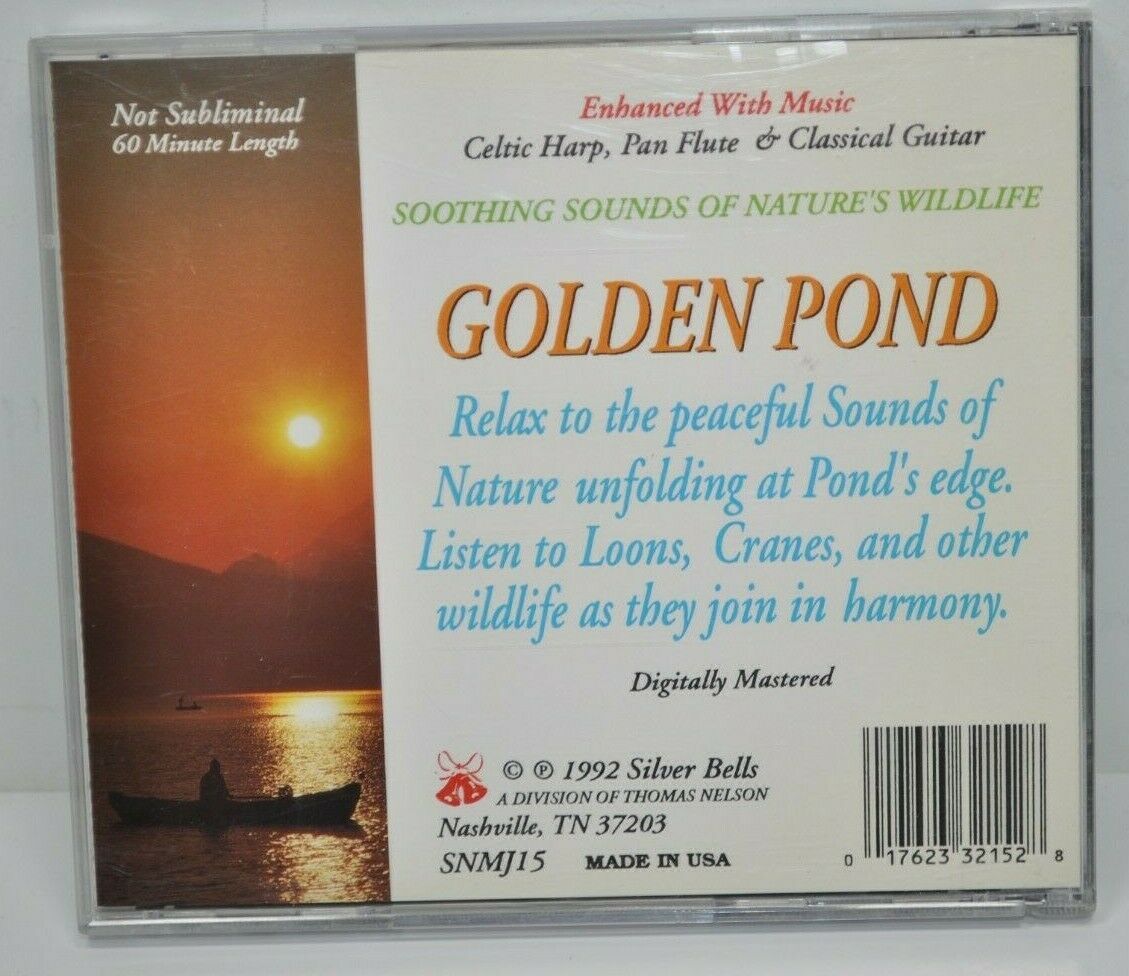 Not Subliminal
60 Minute Length
Enhanced With Music
Celtic Harp, Pan Flute & Classical Guitar
SOOTHING SOUNDS OF NATURE'S WILDLIFE
GOLDEN POND
Relax to the peaceful Sounds of
Nature unfolding at Pond's edge.
Listen to Loons, Cranes, and other
wildlife as they join in harmony.
Digitally Mastered
© ℗ 1992 Silver Bells
A DIVISION OF THOMAS NELSON
Nashville, TN 37203
SNMJ15 MADE IN USA
0 17623 32152 8